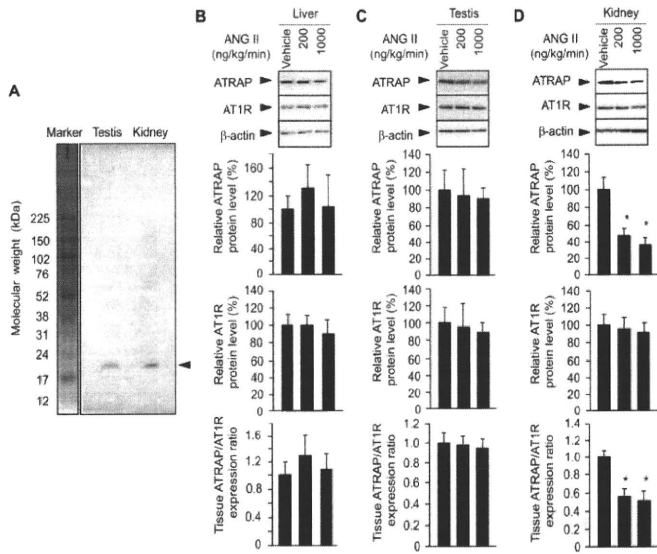 A
Marker Testis Kidney
Molecular weight (kDa)
225
150
102
76
52
38
31
24
17
12
B
Liver
ANG II
(ng/kg/min)
Vehicle
200
1000
ATRAP
AT1R
β-actin
Relative ATRAP
protein level (%)
160
140
120
100
80
60
40
20
0
Relative AT1R
protein level (%)
140
120
100
80
60
40
20
0
Tissue ATRAP/AT1R
expression ratio
1.6
1.2
0.8
0.4
0
C
Testis
ANG II
(ng/kg/min)
Vehicle
200
1000
ATRAP
AT1R
β-actin
Relative ATRAP
protein level (%)
140
120
100
80
60
40
20
0
Relative AT1R
protein level (%)
140
120
100
80
60
40
20
0
Tissue ATRAP/AT1R
expression ratio
1.2
1.0
0.8
0.6
0.4
0.2
0
D
Kidney
ANG II
(ng/kg/min)
Vehicle
200
1000
ATRAP
AT1R
β-actin
Relative ATRAP
protein level (%)
140
120
100
80
60
40
20
0
* *
Relative AT1R
protein level (%)
140
120
100
80
60
40
20
0
Tissue ATRAP/AT1R
expression ratio
1.4
1.2
1.0
0.8
0.6
0.4
0.2
0
* *